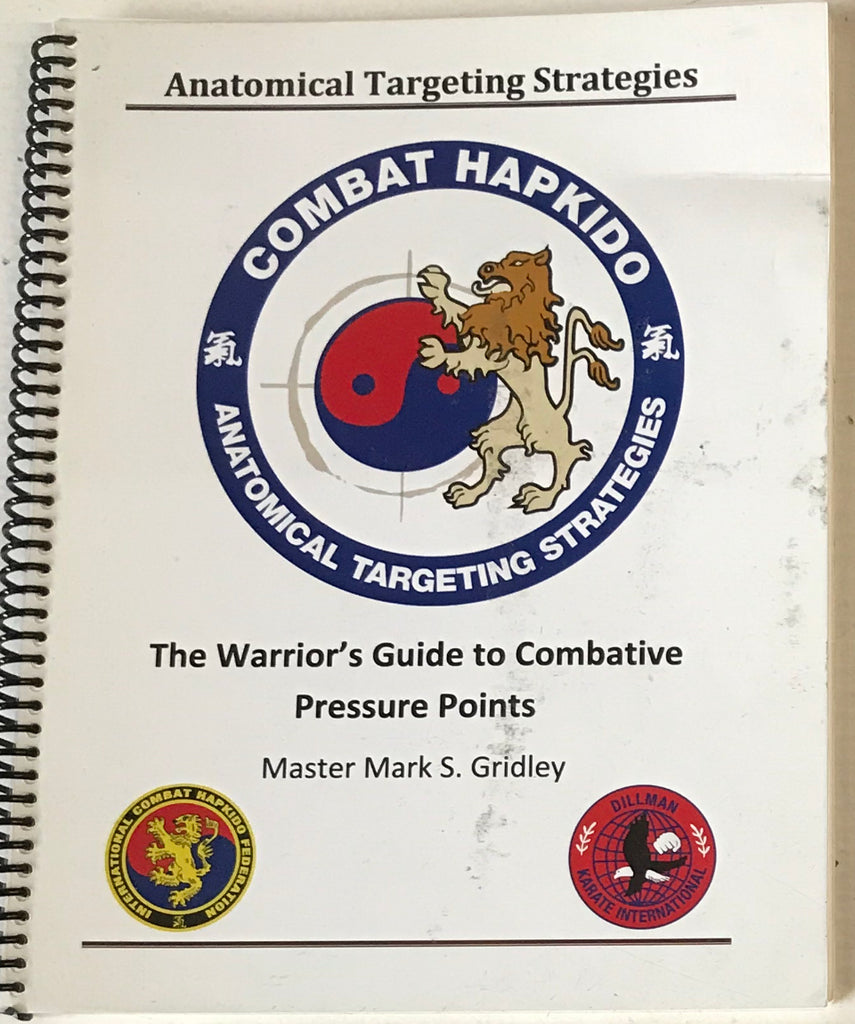 Anatomical Targeting Strategies
COMBAT HAPKIDO
氣 氣
ANATOMICAL TARGETING STRATEGIES
The Warrior's Guide to Combative
Pressure Points
Master Mark S. Gridley
INTERNATIONAL COMBAT HAPKIDO FEDERATION
氣
DILLMAN
KARATE INTERNATIONAL